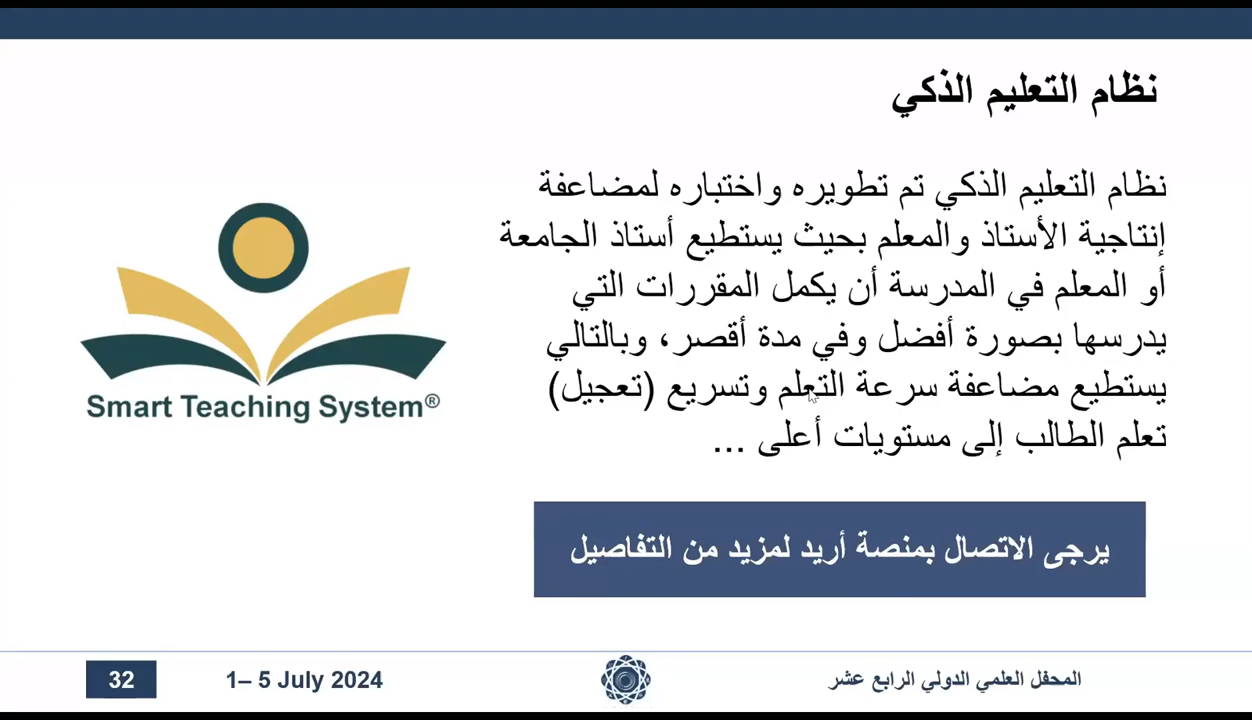 نظام التعليم الذكي
نظام التعليم الذكي تم تطويره واختباره لمضاعفة
إنتاجية الأستاذ والمعلم بحيث يستطيع أستاذ الجامعة
أو المعلم في المدرسة أن يكمل المقررات التي
يدرسها بصورة أفضل وفي مدة أقصر، وبالتالي
يستطيع مضاعفة سرعة التعلم وتسريع (تعجيل)
تعلم الطالب إلى مستويات أعلى ...
Smart Teaching System®
يرجى الاتصال بمنصة أريد لمزيد من التفاصيل
المحفل العلمي الدولي الرابع عشر
1– 5 July 2024
32